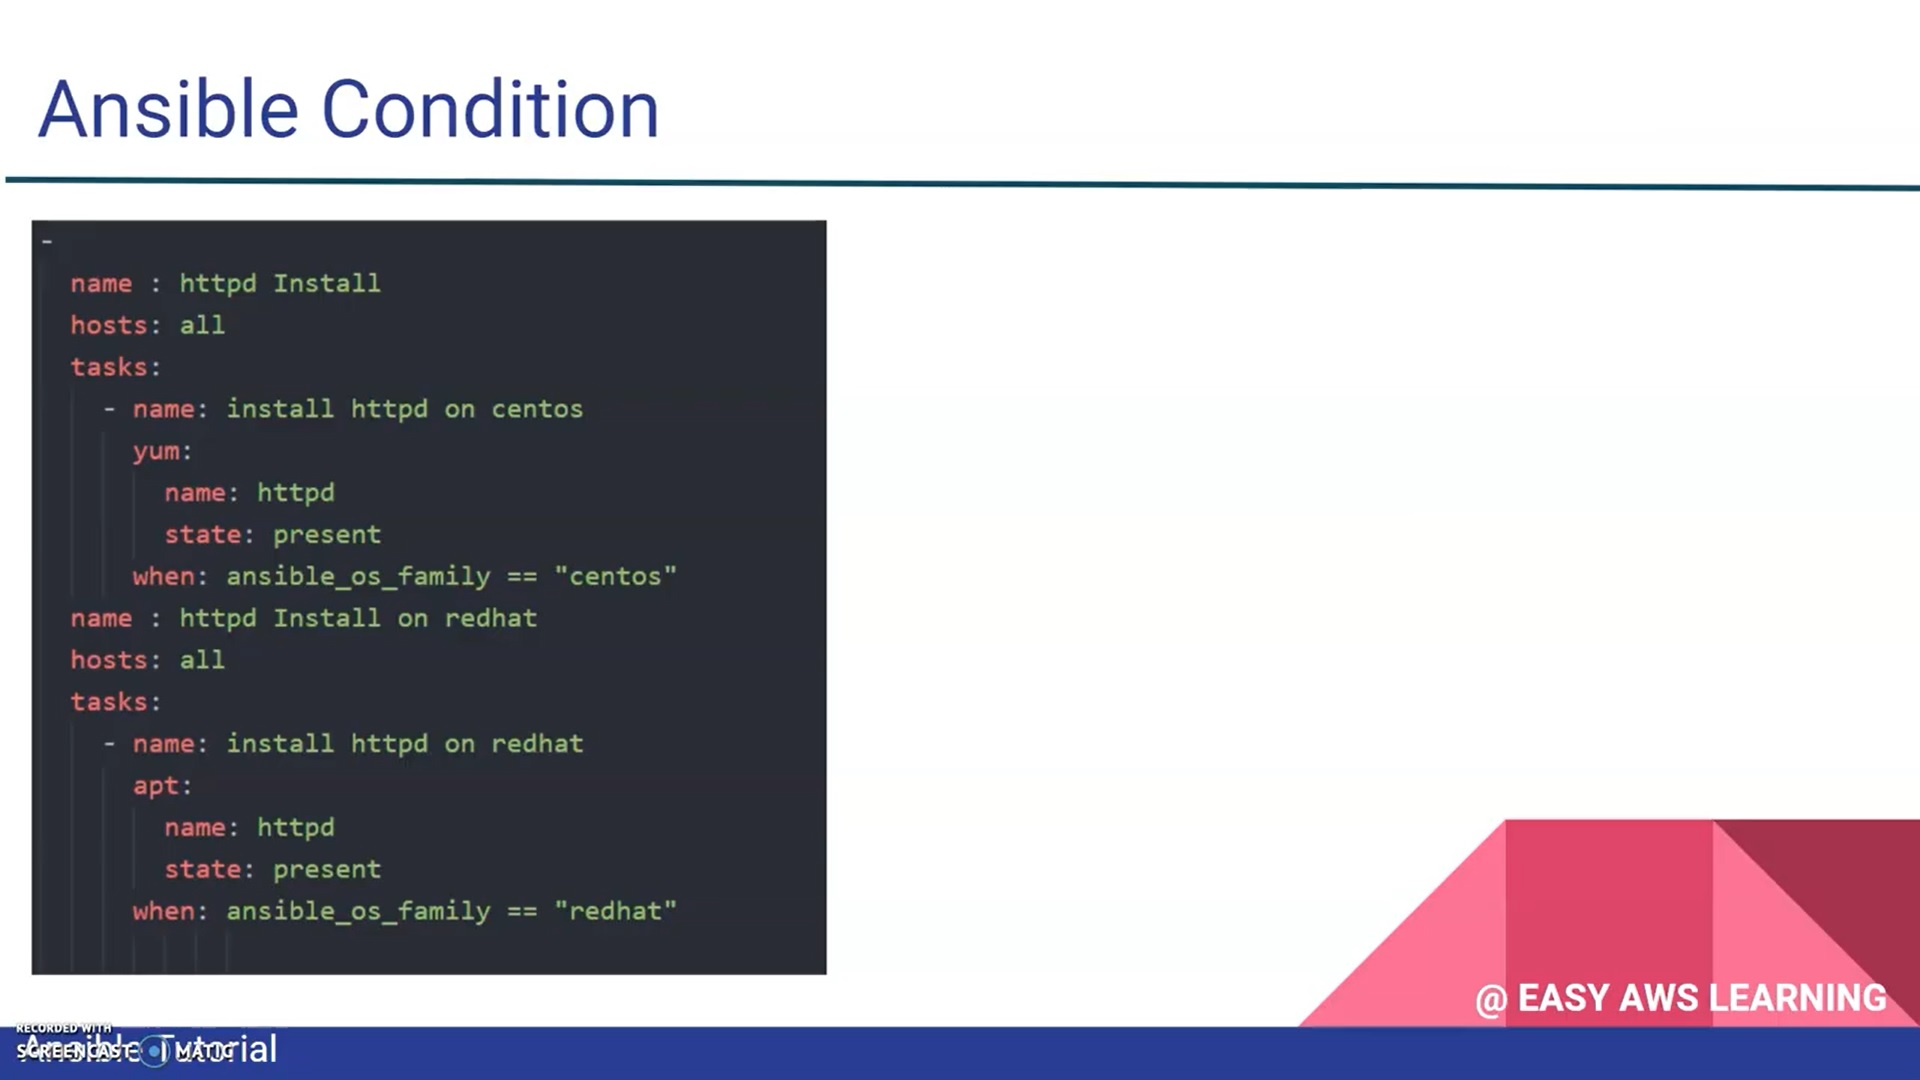 Ansible Condition
-
name : httpd Install
hosts: all
tasks:
- name: install httpd on centos
yum:
name: httpd
state: present
when: ansible_os_family == "centos"
name : httpd Install on redhat
hosts: all
tasks:
- name: install httpd on redhat
apt:
name: httpd
state: present
when: ansible_os_family == "redhat"
@ EASY AWS LEARNING
RECORDED WITH
SCREENCAST MATIC
Ansible Tutorial